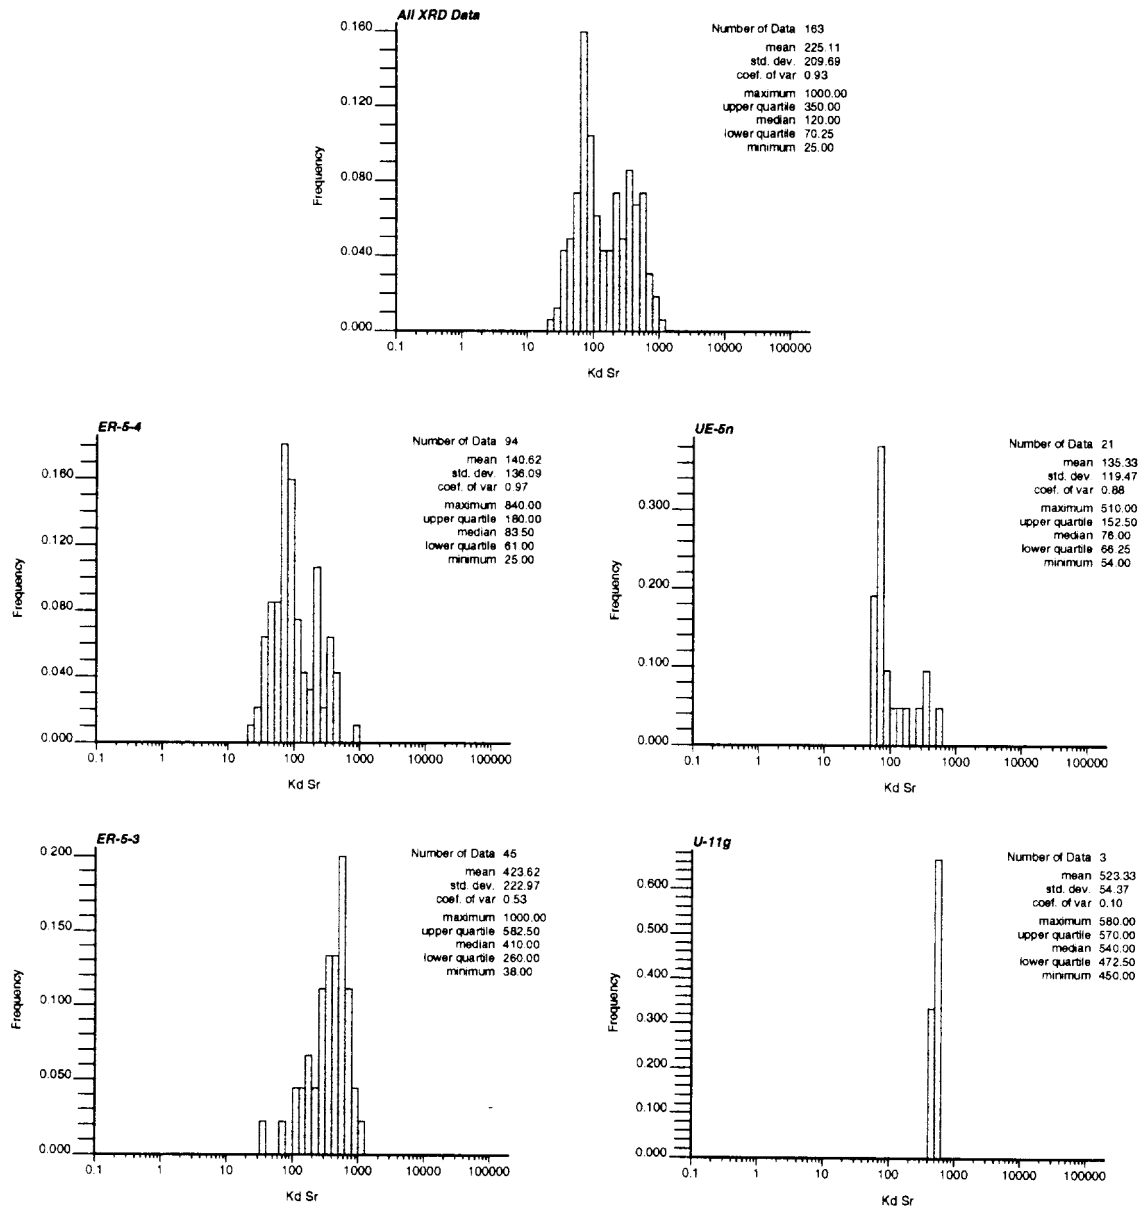 All XRD Data
Number of Data 163
mean 225.11
std. dev. 209.69
coef. of var 0.93
maximum 1000.00
upper quartile 350.00
median 120.00
lower quartile 70.25
minimum 25.00
Frequency
0.160
0.120
0.080
0.040
0.000
0.1 1 10 100 1000 10000 100000
Kd Sr
ER-5-4
Number of Data 94
mean 140.62
std. dev. 136.09
coef. of var 0.97
maximum 840.00
upper quartile 180.00
median 83.50
lower quartile 61.00
minimum 25.00
Frequency
0.160
0.120
0.080
0.040
0.000
0.1 1 10 100 1000 10000 100000
Kd Sr
UE-5n
Number of Data 21
mean 135.33
std. dev. 119.47
coef. of var 0.88
maximum 510.00
upper quartile 152.50
median 76.00
lower quartile 66.25
minimum 54.00
Frequency
0.300
0.200
0.100
0.000
0.1 1 10 100 1000 10000 100000
Kd Sr
ER-5-3
Number of Data 45
mean 423.62
std. dev. 222.97
coef. of var 0.53
maximum 1000.00
upper quartile 582.50
median 410.00
lower quartile 260.00
minimum 38.00
Frequency
0.200
0.150
0.100
0.050
0.000
0.1 1 10 100 1000 10000 100000
Kd Sr
U-11g
Number of Data 3
mean 523.33
std. dev. 54.37
coef. of var 0.10
maximum 580.00
upper quartile 570.00
median 540.00
lower quartile 472.50
minimum 450.00
Frequency
0.600
0.500
0.400
0.300
0.200
0.100
0.000
0.1 1 10 100 1000 10000 100000
Kd Sr